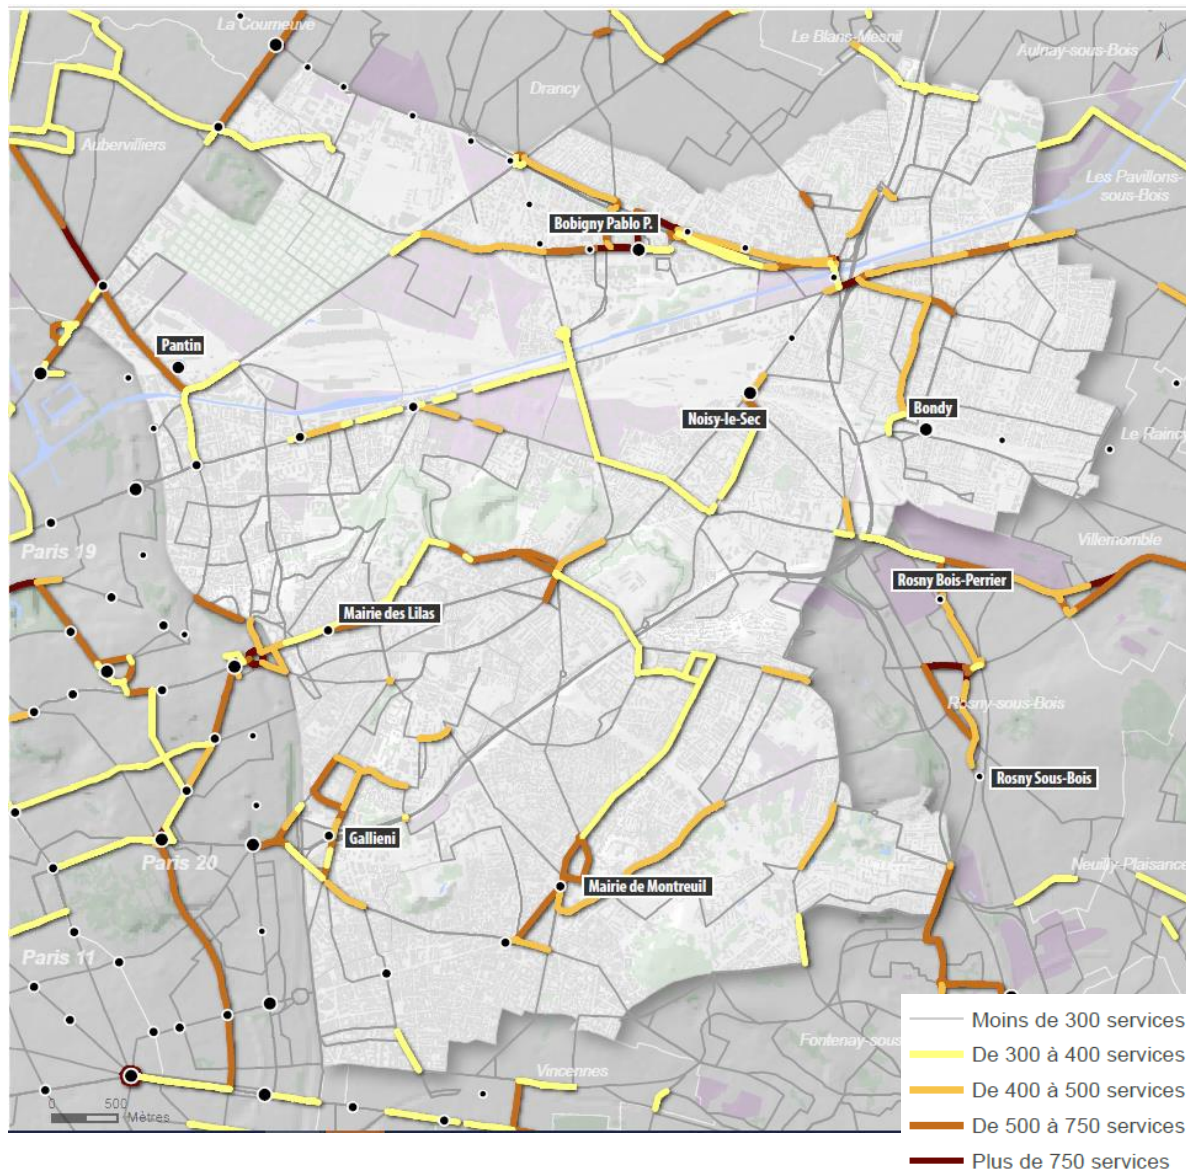 La Courneuve
Le Blans-Mesnil
N
Aulnay-sous-Bois
Drancy
Aubervilliers
Les Pavillons-
sous-Bois
Bobigny Pablo P.
Pantin
Noisy-le-Sec
Bondy
Le Raincy
Paris 19
Villemomble
Rosny Bois-Perrier
Mairie des Lilas
Rosny-sous-Bois
Rosny Sous-Bois
Gallieni
Paris 20
Neuilly-Plaisance
Mairie de Montreuil
Paris 11
Fontenay-sous
Vincennes
0 500
Mètres
Moins de 300 services
De 300 à 400 services
De 400 à 500 services
De 500 à 750 services
Plus de 750 services